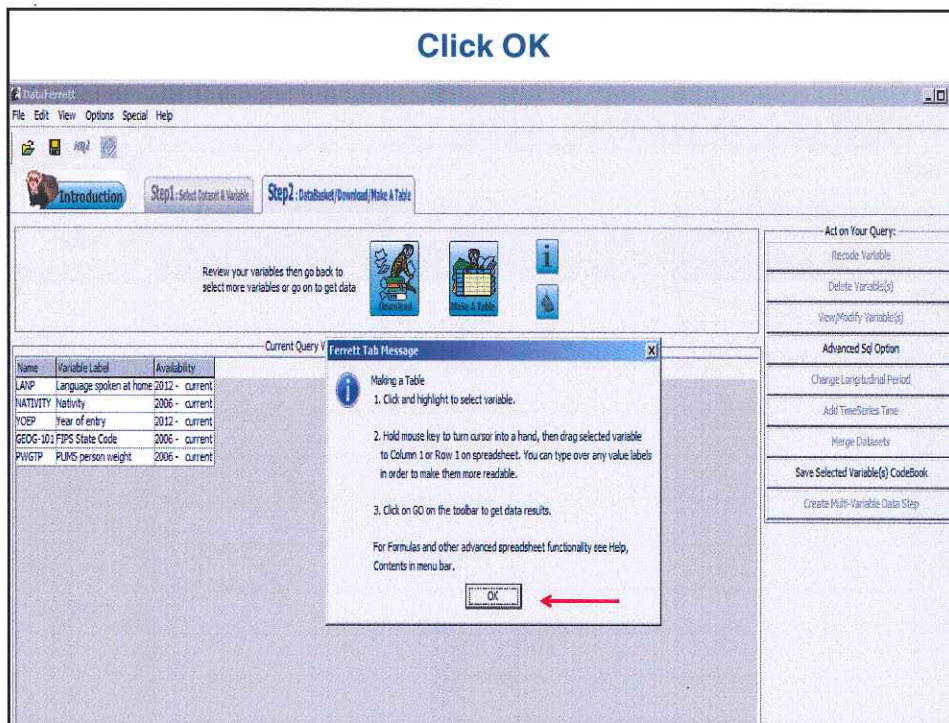 Click OK
DataFerrett
File Edit View Options Special Help
Introduction
Step1 : Select Dataset & Variable
Step2 : DataBasket/Download/Make A Table
Review your variables then go back to
select more variables or go on to get data
Download
Make A Table
Act on Your Query:
Recode Variable
Delete Variable(s)
View/Modify Variable(s)
Advanced Sql Option
Change Longitudinal Period
Add TimeSeries Time
Merge Datasets
Save Selected Variable(s) CodeBook
Create Multi-Variable Data Step
Current Query V
Name Variable Label Availability
LANP Language spoken at home 2012 - current
NATIVITY Nativity 2006 - current
YOEP Year of entry 2012 - current
GEOG-101 FIPS State Code 2006 - current
PWGTP PUMS person weight 2006 - current
Ferrett Tab Message
Making a Table
1. Click and highlight to select variable.
2. Hold mouse key to turn cursor into a hand, then drag selected variable
to Column 1 or Row 1 on spreadsheet. You can type over any value labels
in order to make them more readable.
3. Click on GO on the toolbar to get data results.
For Formulas and other advanced spreadsheet functionality see Help,
Contents in menu bar.
OK